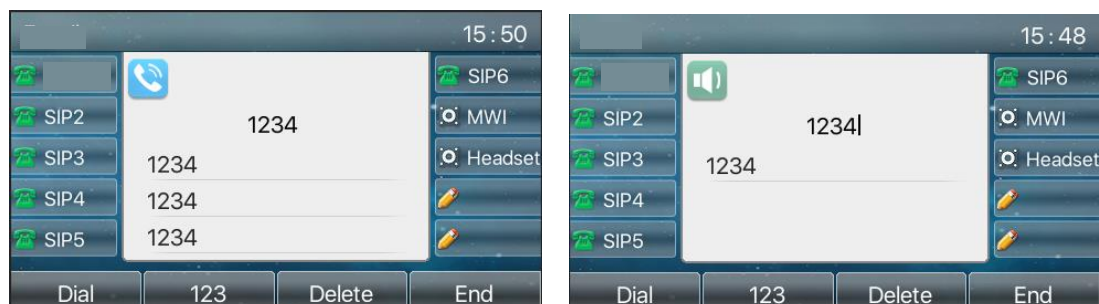 15:50
SIP6
SIP2
1234
MWI
SIP3
1234
Headset
SIP4
1234
SIP5
1234
Dial
123
Delete
End
15:48
SIP6
SIP2
1234
MWI
SIP3
1234
Headset
SIP4
SIP5
Dial
123
Delete
End